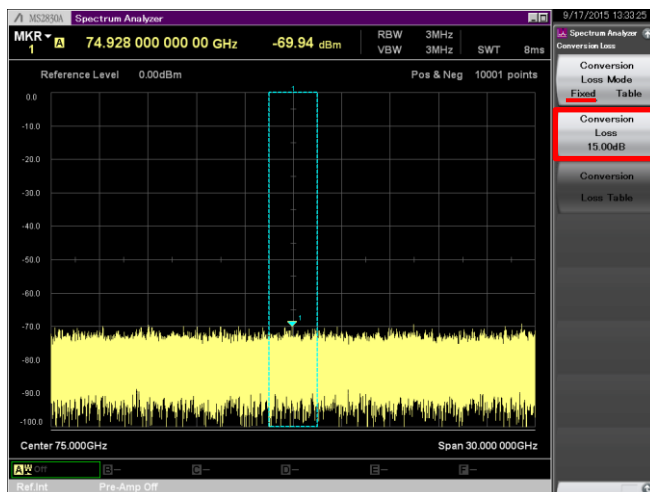 MS2830A Spectrum Analyzer
9/17/2015 13:33:25
MKR 1 A 74.928 000 000 00 GHz -69.94 dBm
RBW 3MHz
VBW 3MHz SWT 8ms
Reference Level 0.00dBm Pos & Neg 10001 points
1
0.0
-10.0
-20.0
-30.0
-40.0
-50.0
-60.0
-70.0
-80.0
-90.0
-100.0
1
Center 75.000GHz Span 30.000 000GHz
A W Off B-- C-- D-- E-- F--
Ref.Int Pre-Amp Off
Spectrum Analyzer
Conversion Loss
Conversion
Loss Mode
Fixed Table
Conversion
Loss
15.00dB
Conversion
Loss Table